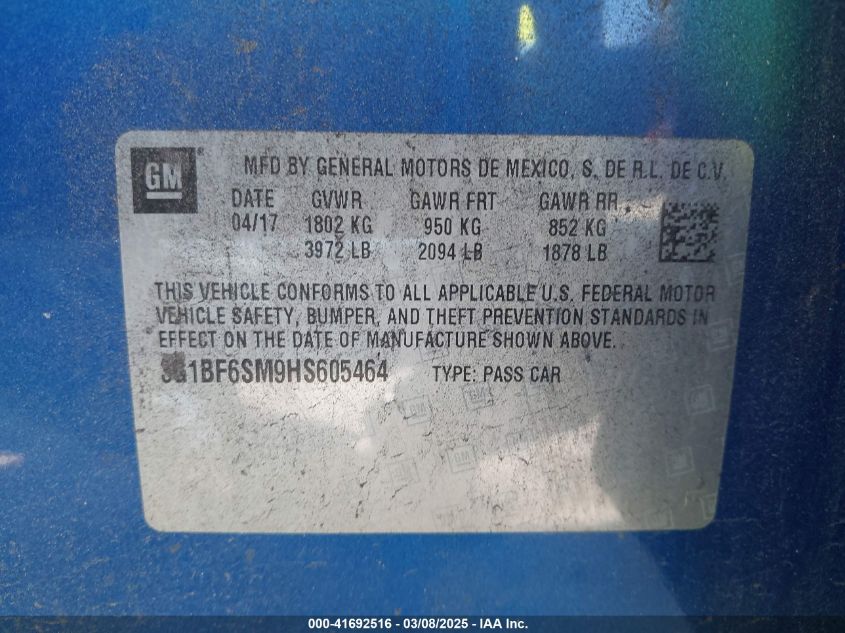 GM ® MFD BY GENERAL MOTORS DE MEXICO, S. DE R.L. DE C.V.
DATE GVWR GAWR FRT GAWR RR
04/17 1802 KG 950 KG 852 KG
3972 LB 2094 LB 1878 LB
THIS VEHICLE CONFORMS TO ALL APPLICABLE U.S. FEDERAL MOTOR
VEHICLE SAFETY, BUMPER, AND THEFT PREVENTION STANDARDS IN
EFFECT ON THE DATE OF MANUFACTURE SHOWN ABOVE.
3G1BF6SM9HS605464 TYPE: PASS CAR
000-41692516 - 03/08/2025 - IAA Inc.